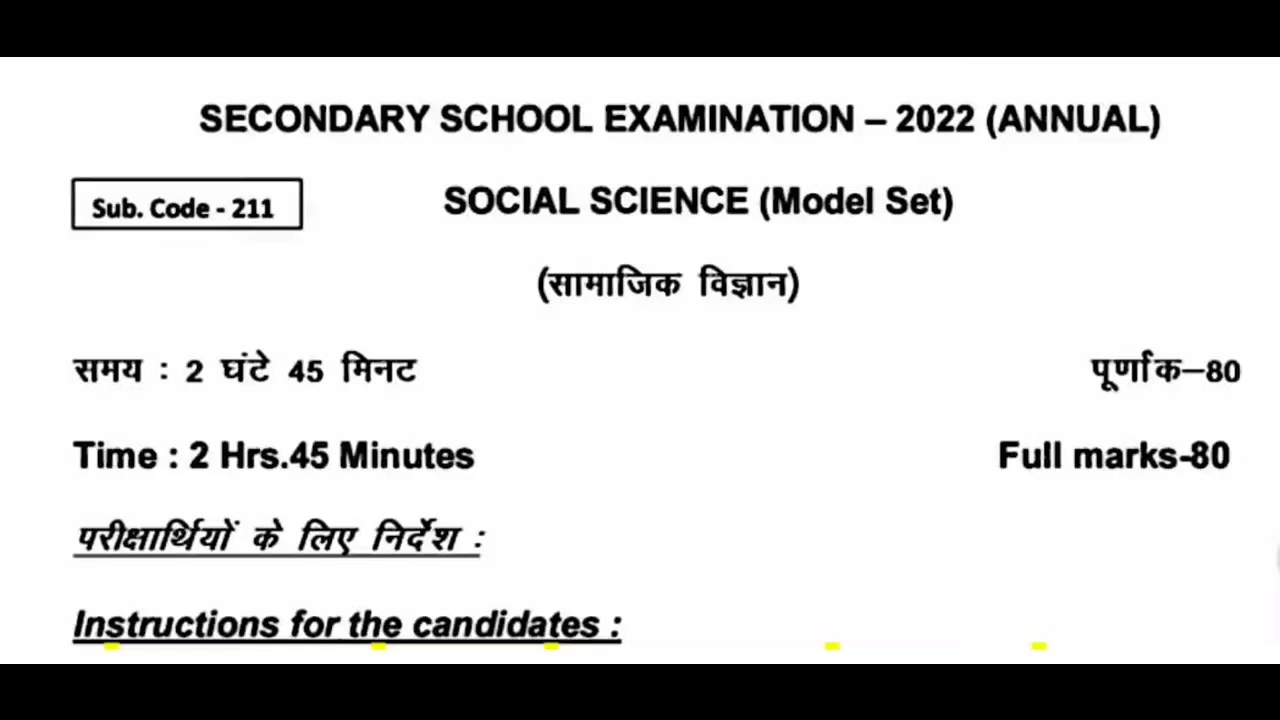 SECONDARY SCHOOL EXAMINATION – 2022 (ANNUAL)
Sub. Code - 211
SOCIAL SCIENCE (Model Set)
(सामाजिक विज्ञान)
समय : 2 घंटे 45 मिनट
पूर्णांक–80
Time : 2 Hrs.45 Minutes
Full marks-80
परीक्षार्थियों के लिए निर्देश :
Instructions for the candidates :